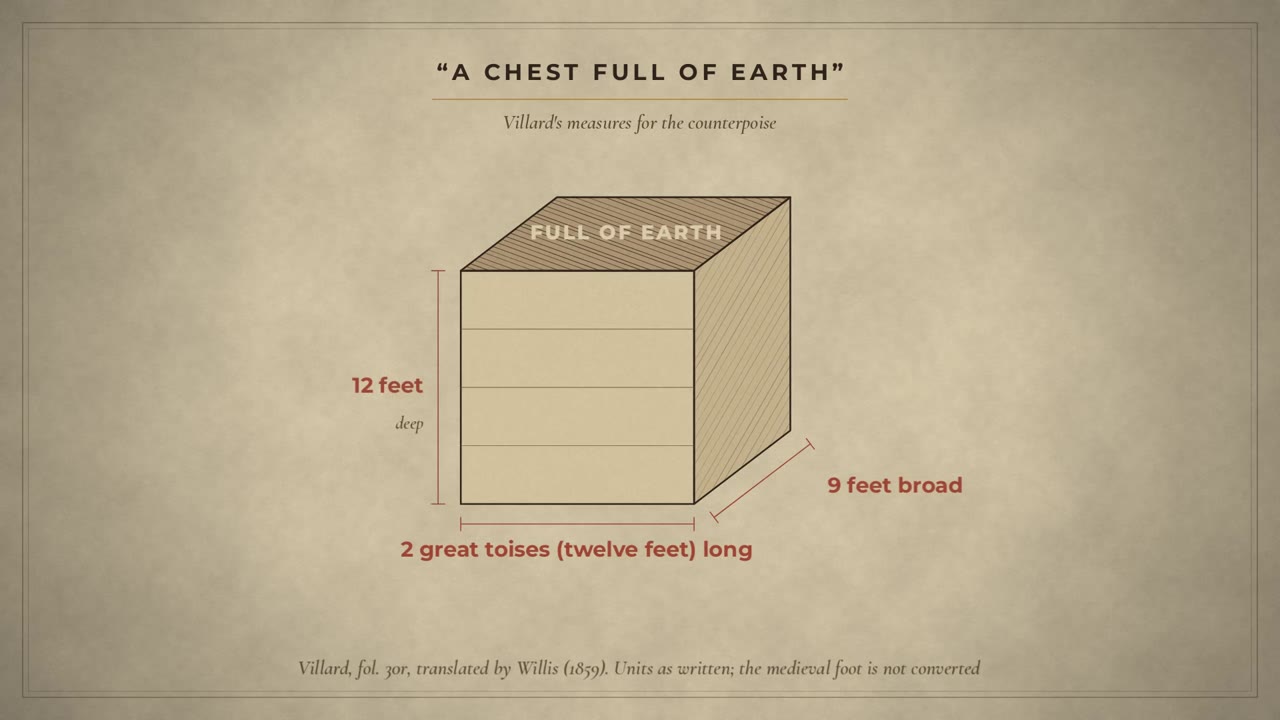 “A CHEST FULL OF EARTH”
Villard's measures for the counterpoise
FULL OF EARTH
12 feet
deep
9 feet broad
2 great toises (twelve feet) long
Villard, fol. 30r, translated by Willis (1859). Units as written; the medieval foot is not converted